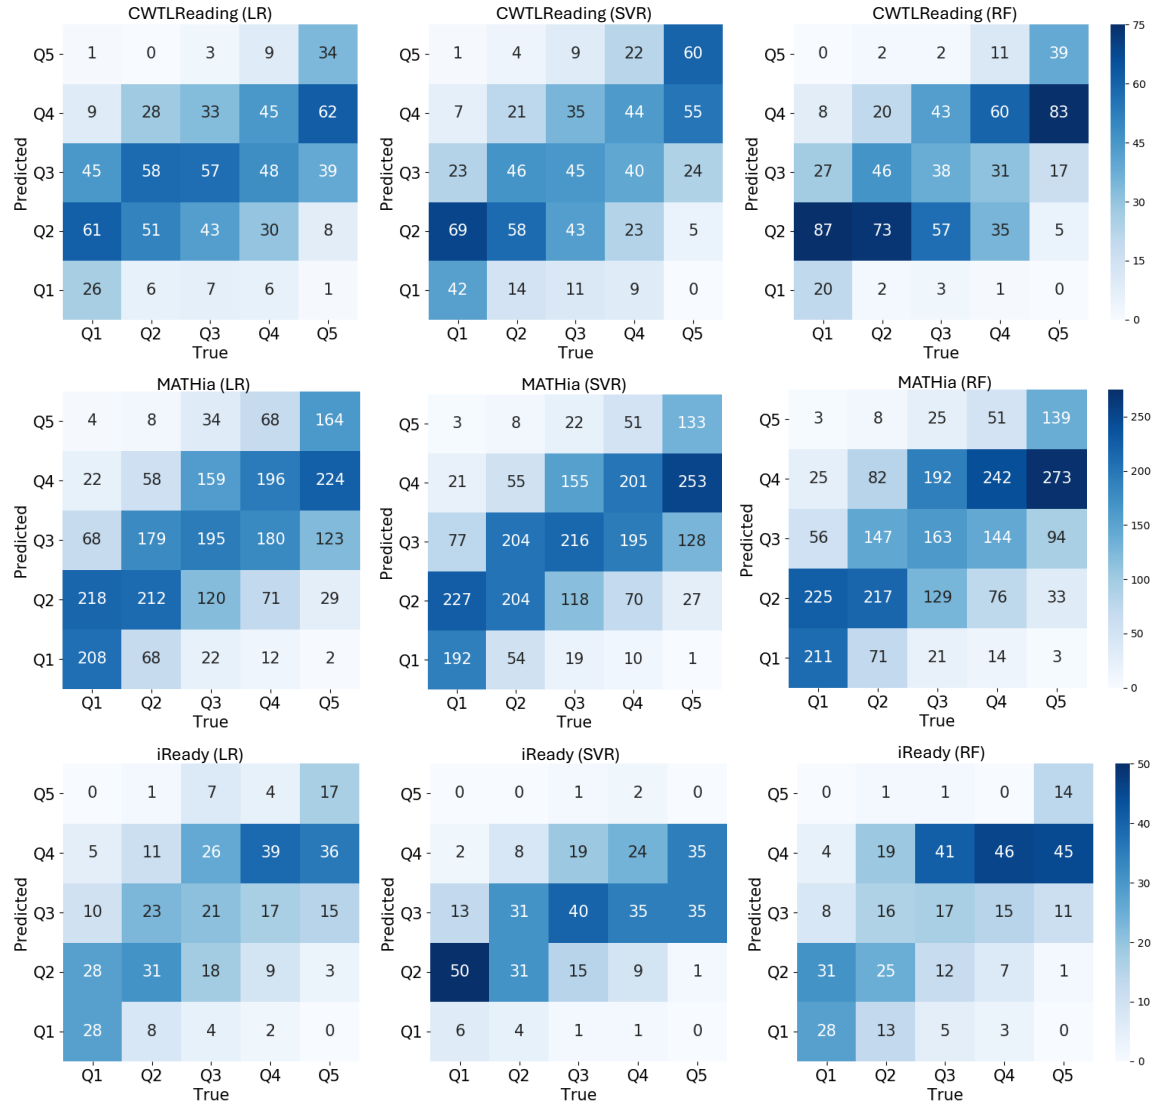 CWTLReading (LR) CWTLReading (SVR) CWTLReading (RF)
Q5 1 0 3 9 34 Q5 1 4 9 22 60 Q5 0 2 2 11 39 75
Q4 9 28 33 45 62 Q4 7 21 35 44 55 Q4 8 20 43 60 83 60
Predicted Q3 45 58 57 48 39 Predicted Q3 23 46 45 40 24 Predicted Q3 27 46 38 31 17 45
30
Q2 61 51 43 30 8 Q2 69 58 43 23 5 Q2 87 73 57 35 5 15
Q1 26 6 7 6 1 Q1 42 14 11 9 0 Q1 20 2 3 1 0 0
Q1 Q2 Q3 Q4 Q5 Q1 Q2 Q3 Q4 Q5 Q1 Q2 Q3 Q4 Q5
True True True
MATHia (LR) MATHia (SVR) MATHia (RF)
Q5 4 8 34 68 164 Q5 3 8 22 51 133 Q5 3 8 25 51 139 250
Q4 22 58 159 196 224 Q4 21 55 155 201 253 Q4 25 82 192 242 273 200
Predicted Q3 68 179 195 180 123 Predicted Q3 77 204 216 195 128 Predicted Q3 56 147 163 144 94 150
Q2 218 212 120 71 29 Q2 227 204 118 70 27 Q2 225 217 129 76 33 100
50
Q1 208 68 22 12 2 Q1 192 54 19 10 1 Q1 211 71 21 14 3 0
Q1 Q2 Q3 Q4 Q5 Q1 Q2 Q3 Q4 Q5 Q1 Q2 Q3 Q4 Q5
True True True
iReady (LR) iReady (SVR) iReady (RF)
50
Q5 0 1 7 4 17 Q5 0 0 1 2 0 Q5 0 1 1 0 14
Q4 5 11 26 39 36 Q4 2 8 19 24 35 Q4 4 19 41 46 45 40
Predicted Q3 10 23 21 17 15 Predicted Q3 13 31 40 35 35 Predicted Q3 8 16 17 15 11 30
20
Q2 28 31 18 9 3 Q2 50 31 15 9 1 Q2 31 25 12 7 1
10
Q1 28 8 4 2 0 Q1 6 4 1 1 0 Q1 28 13 5 3 0 0
Q1 Q2 Q3 Q4 Q5 Q1 Q2 Q3 Q4 Q5 Q1 Q2 Q3 Q4 Q5
True True True